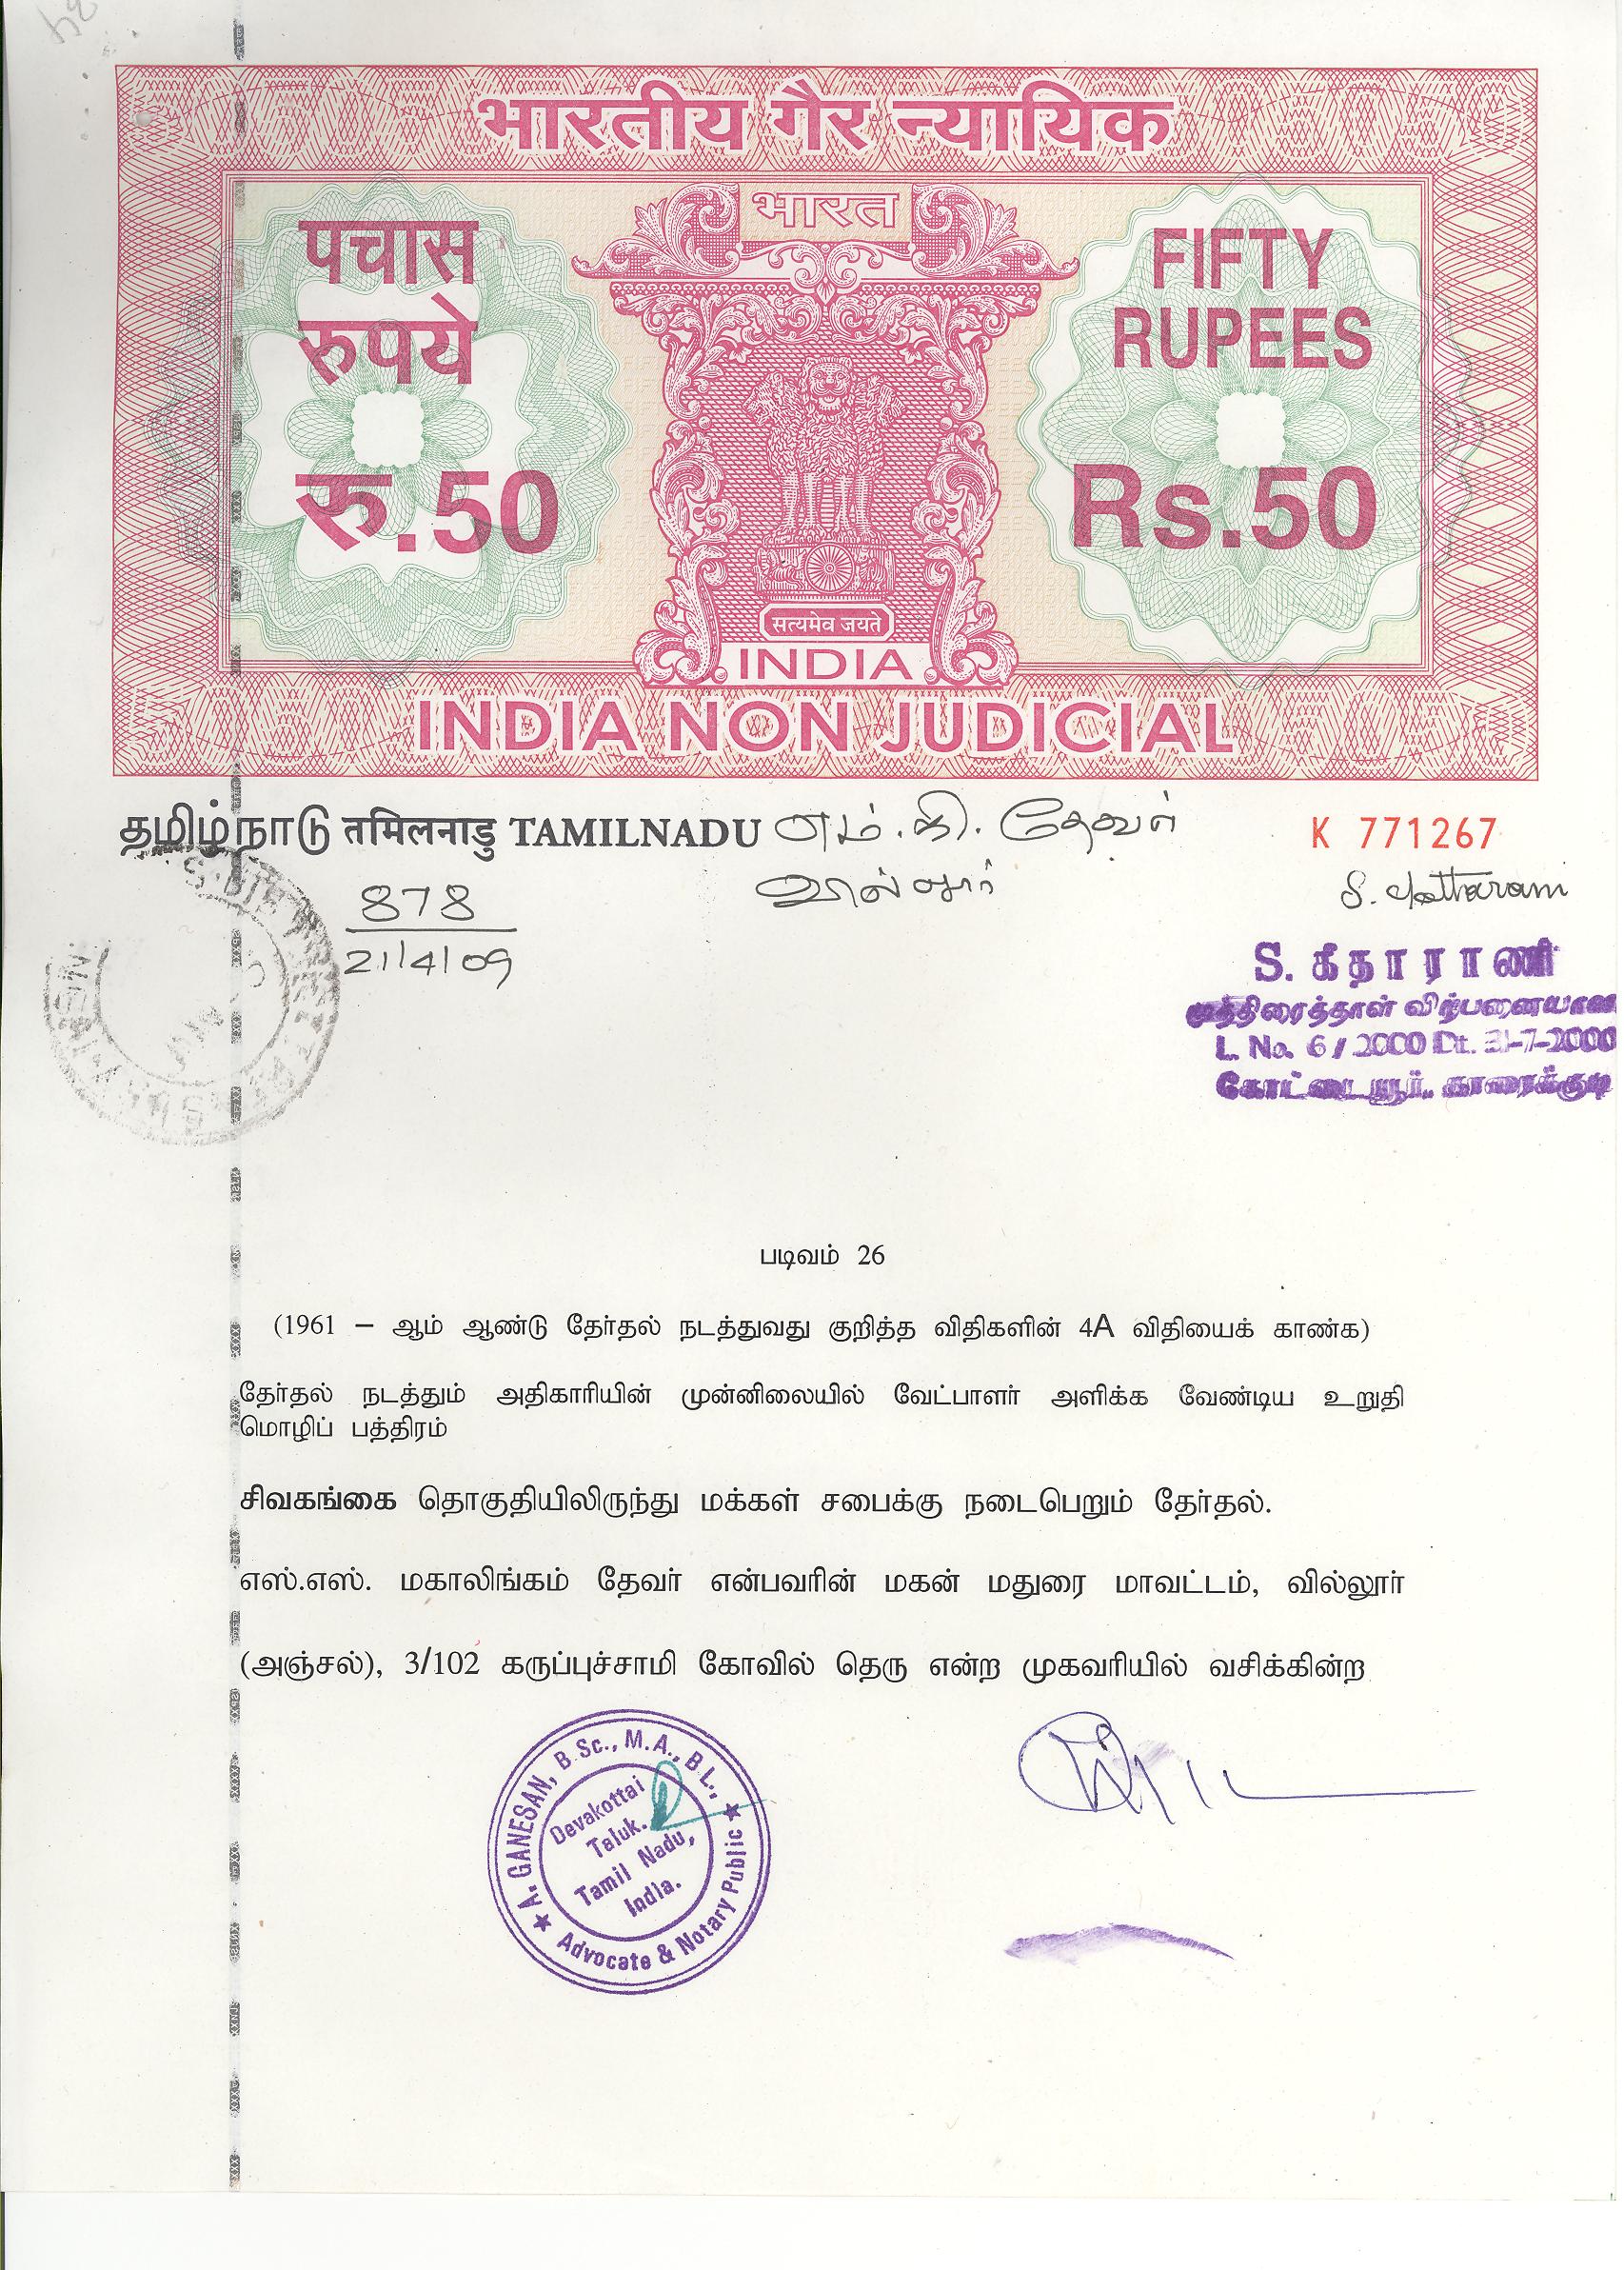 भारतीय गैर न्यायिक
भारत
पचास
रुपये
रु.50
FIFTY
RUPEES
Rs.50
सत्यमेव जयते
INDIA
INDIA NON JUDICIAL
தமிழ்நாடு तमिलनाडु TAMILNADU எம்.கி. தேவர்
K 771267
878
21/4/09
S. கீதாராணி
முத்திரைத்தாள் விற்பனையாளர்
L. No. 6 / 2000 Dt. 31-7-2000
கோட்டையூர், காரைக்குடி
படிவம் 26
(1961 – ஆம் ஆண்டு தேர்தல் நடத்துவது குறித்த விதிகளின் 4A விதியைக் காண்க)
தேர்தல் நடத்தும் அதிகாரியின் முன்னிலையில் வேட்பாளர் அளிக்க வேண்டிய உறுதி
மொழிப் பத்திரம்
சிவகங்கை தொகுதியிலிருந்து மக்கள் சபைக்கு நடைபெறும் தேர்தல்.
எஸ்.எஸ். மகாலிங்கம் தேவர் என்பவரின் மகன் மதுரை மாவட்டம், வில்லூர்
(அஞ்சல்), 3/102 கருப்புச்சாமி கோவில் தெரு என்ற முகவரியில் வசிக்கின்ற
A. GANESAN, B.Sc., M.A., B.L.,
Advocate & Notary Public
Devakottai
Taluk.
Tamil Nadu,
India.